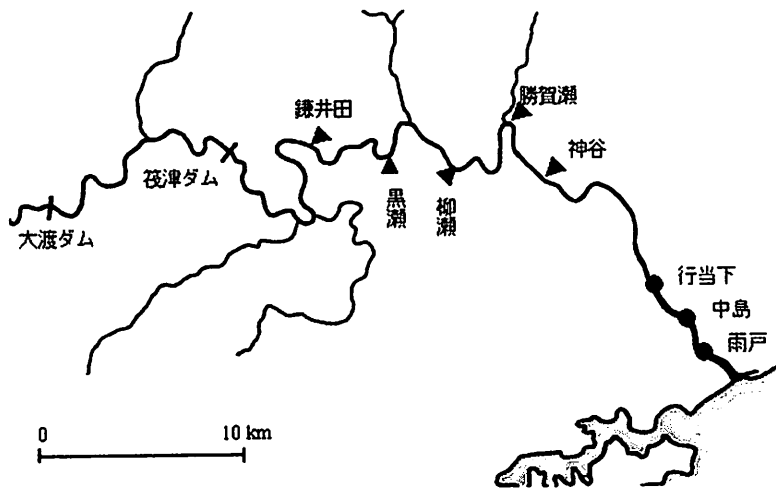 鎌井田
勝賀瀬
神谷
筏津ダム
黒瀬
柳瀬
大渡ダム
行当下
中島
雨戸
0 10 km